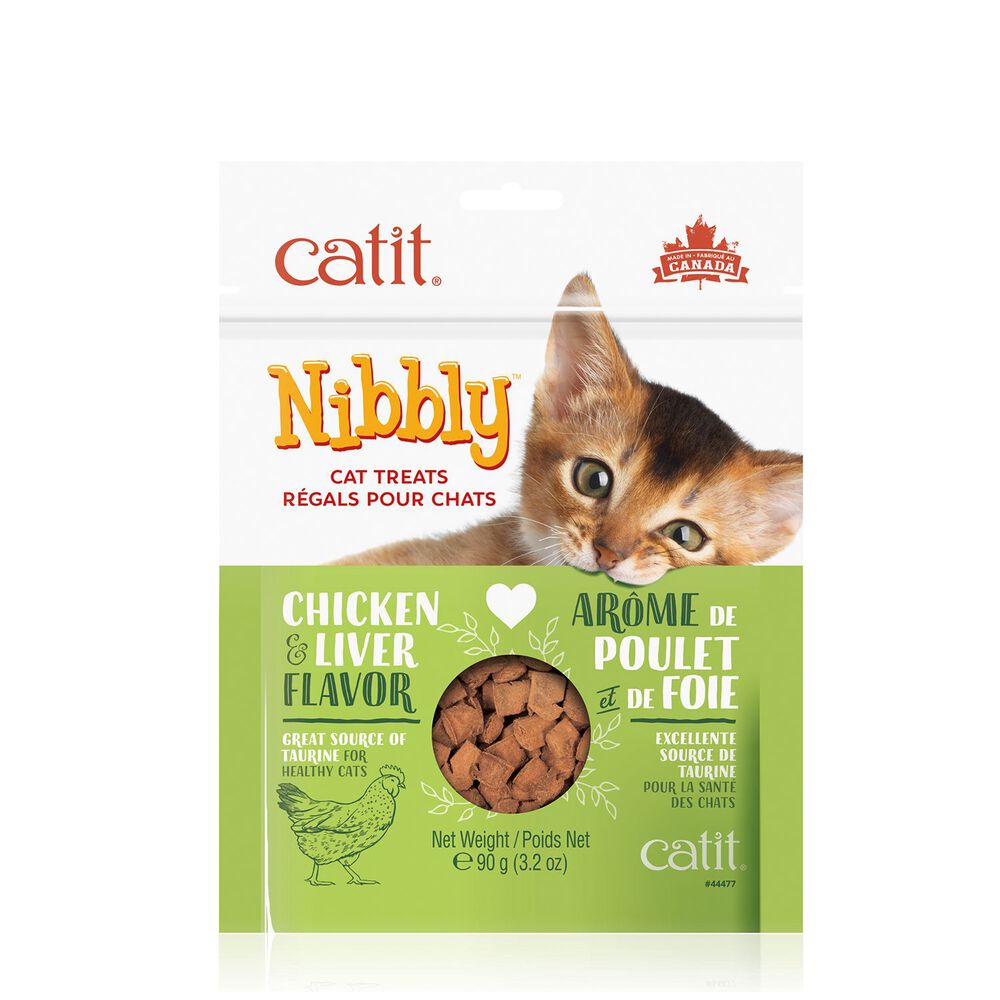 catit®
MADE IN • FABRIQUÉ AU
CANADA
Nibbly™
CAT TREATS
RÉGALS POUR CHATS
CHICKEN
& LIVER
FLAVOR
GREAT SOURCE OF
TAURINE FOR
HEALTHY CATS
ARÔME DE
POULET
et DE FOIE
EXCELLENTE
SOURCE DE
TAURINE
POUR LA SANTÉ
DES CHATS
Net Weight / Poids Net
℮ 90 g (3.2 oz)
catit®
#44477